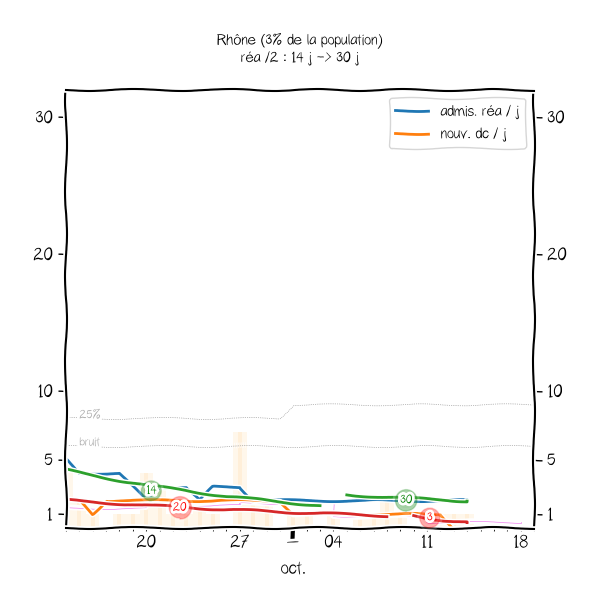 Rhône (3% de la population)
réa /2 : 14 j -> 30 j
admis. réa / j
nouv. dc / j
30 30
20 20
10 10
25%
bruit
5 5
14
20
30
3
1 1
20 27 1 04 11 18
oct.